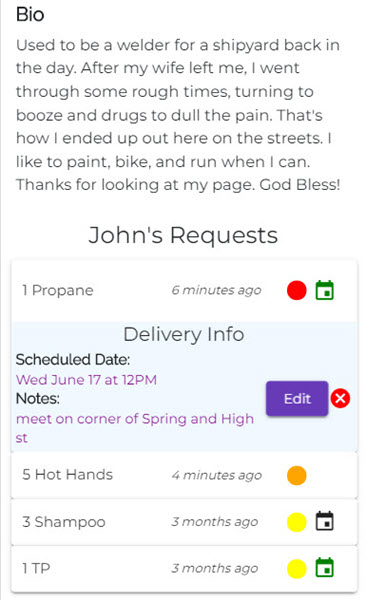 Bio
Used to be a welder for a shipyard back in
the day. After my wife left me, I went
through some rough times, turning to
booze and drugs to dull the pain. That's
how I ended up out here on the streets. I
like to paint, bike, and run when I can.
Thanks for looking at my page. God Bless!
John's Requests
1 Propane 6 minutes ago
Delivery Info
Scheduled Date:
Wed June 17 at 12PM
Notes:
meet on corner of Spring and High
st
Edit
5 Hot Hands 4 minutes ago
3 Shampoo 3 months ago
1 TP 3 months ago